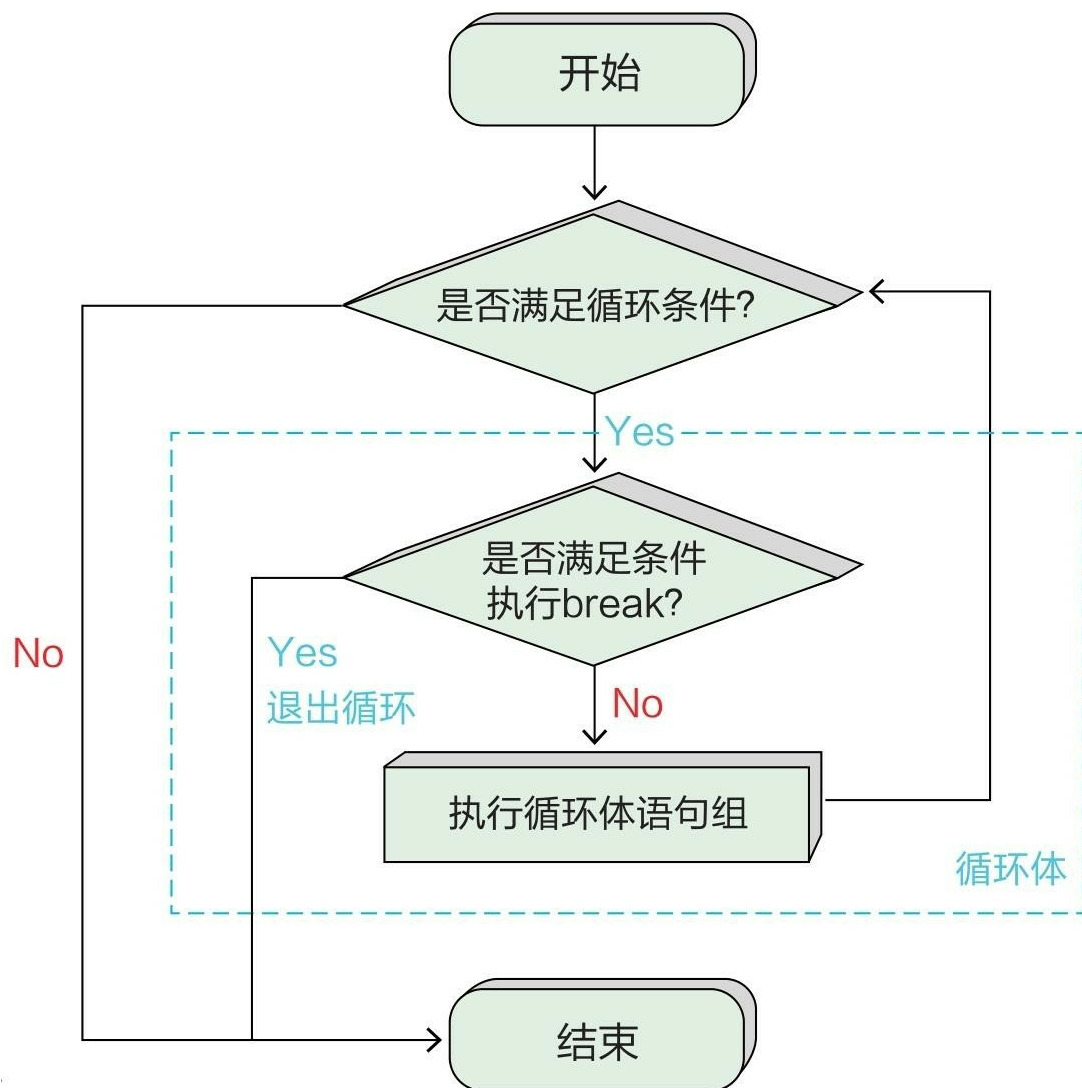 开始
是否满足循环条件?
Yes
是否满足条件
执行break?
No
Yes
退出循环
No
执行循环体语句组
循环体
结束